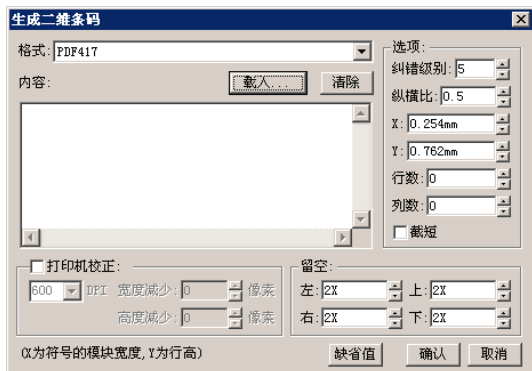 生成二维条码
格式: PDF417
内容: 载入... 清除
选项:
纠错级别: 5
纵横比: 0.5
X: 0.254mm
Y: 0.762mm
行数: 0
列数: 0
截短
打印机校正:
600 DPI 宽度减少: 0 像素
高度减少: 0 像素
留空:
左: 2X 上: 2X
右: 2X 下: 2X
(X为符号的模块宽度,Y为行高)
缺省值 确认 取消